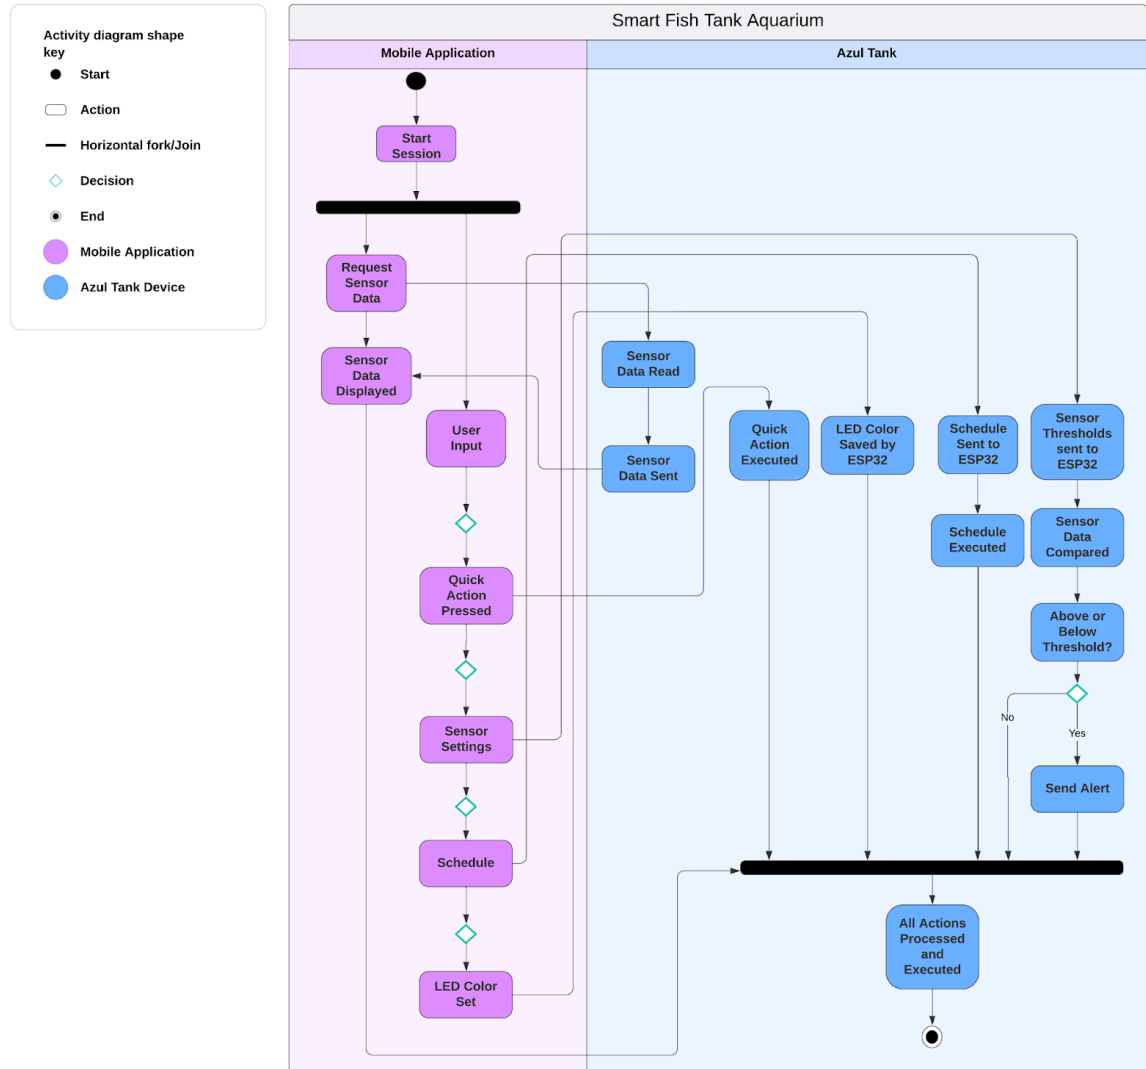 Activity diagram shape
key
Start
Action
Horizontal fork/Join
Decision
End
Mobile Application
Azul Tank Device
Smart Fish Tank Aquarium
Mobile Application
Azul Tank
Start
Session
Request
Sensor
Data
Sensor
Data
Displayed
User
Input
Quick
Action
Pressed
Sensor
Settings
Schedule
LED Color
Set
Sensor
Data Read
Sensor
Data Sent
Quick
Action
Executed
LED Color
Saved by
ESP32
Schedule
Sent to
ESP32
Schedule
Executed
Sensor
Thresholds
sent to
ESP32
Sensor
Data
Compared
Above or
Below
Threshold?
No
Yes
Send Alert
All Actions
Processed
and
Executed